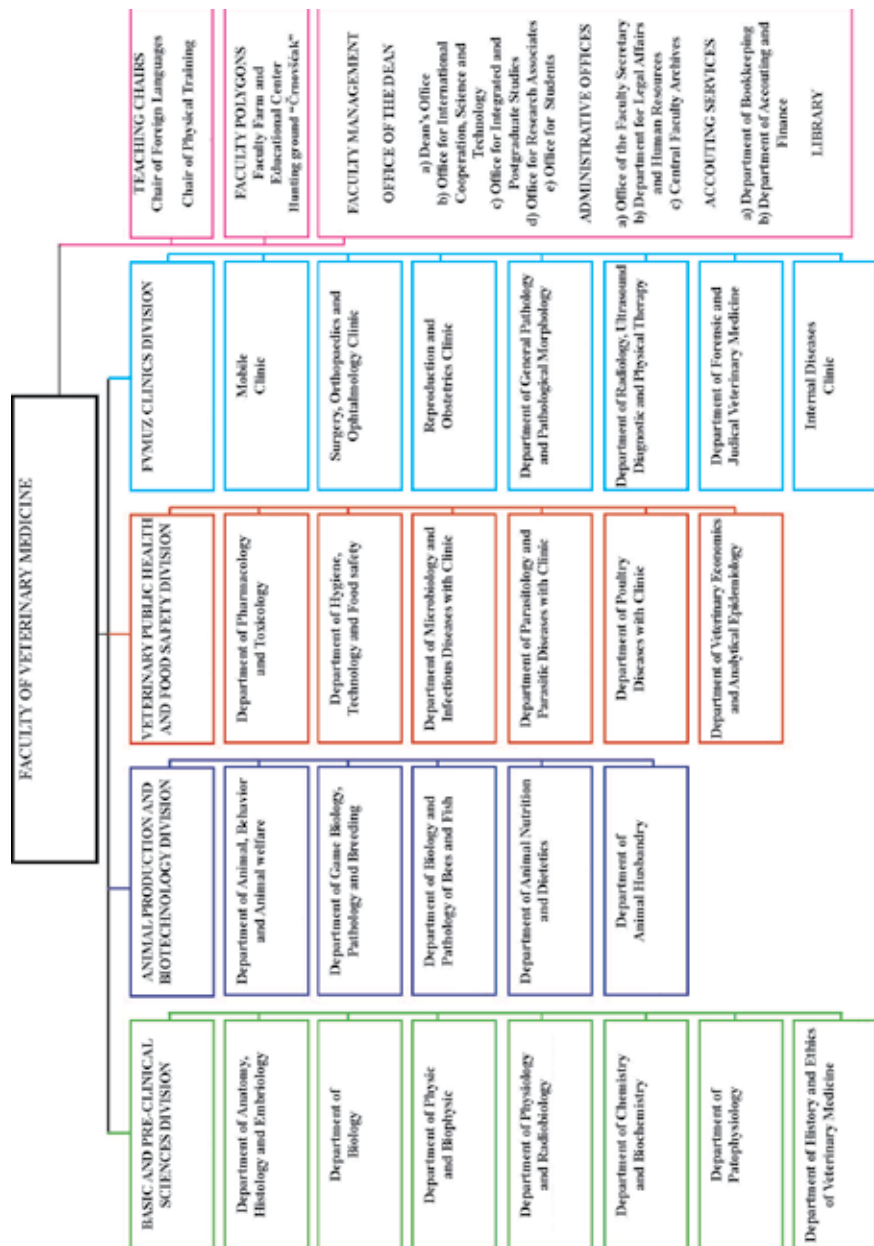 FACULTY OF VETERINARY MEDICINE
BASIC AND PRE-CLINICAL
SCIENCES DIVISION
Department of Anatomy,
Histology and Embriology
Department of
Biology
Department of Physic
and Biophysic
Department of Physiology
and Radiobiology
Department of Chemistry
and Biochemistry
Department of
Patophysiology
Department of History and Ethics
of Veterinary Medicine
ANIMAL PRODUCTION AND
BIOTECHNOLOGY DIVISION
Department of Animal, Behavior
and Animal welfare
Department of Game Biology,
Pathology and Breeding
Department of Biology and
Pathology of Bees and Fish
Department of Animal Nutrition
and Dietetics
Department of
Animal Husbandry
VETERINARY PUBLIC HEALTH
AND FOOD SAFETY DIVISION
Department of Pharmacology
and Toxicology
Department of Hygiene,
Technology and Food safety
Department of Microbiology and
Infectious Diseases with Clinic
Department of Parasitology and
Parasitic Diseases with Clinic
Department of Poultry
Diseases with Clinic
Department of Veterinary Economics
and Analytical Epidemiology
FVMUZ CLINICS DIVISION
Mobile
Clinic
Surgery, Orthopaedics and
Ophtalmology Clinic
Reproduction and
Obstetrics Clinic
Department of General Pathology
and Pathological Morphology
Department of Radiology, Ultrasound
Diagnostic and Physical Therapy
Department of Forensic and
Judical Veterinary Medicine
Internal Diseases
Clinic
TEACHING CHAIRS
Chair of Foreign Languages
Chair of Physical Training
FACULTY POLYGONS
Faculty Farm and
Educational Center
Hunting ground "Črnovščak"
FACULTY MANAGEMENT
OFFICE OF THE DEAN
a) Dean's Office
b) Office for International
Cooperation, Science and
Technology
c) Office for Integrated and
Postgraduate Studies
d) Office for Research Associates
e) Office for Students
ADMINISTRATIVE OFFICES
a) Office of the Faculty Secretary
b) Department for Legal Affairs
and Human Resources
c) Central Faculty Archives
ACCOUTING SERVICES
a) Department of Bookkeeping
b) Department of Accouting and
Finance
LIBRARY